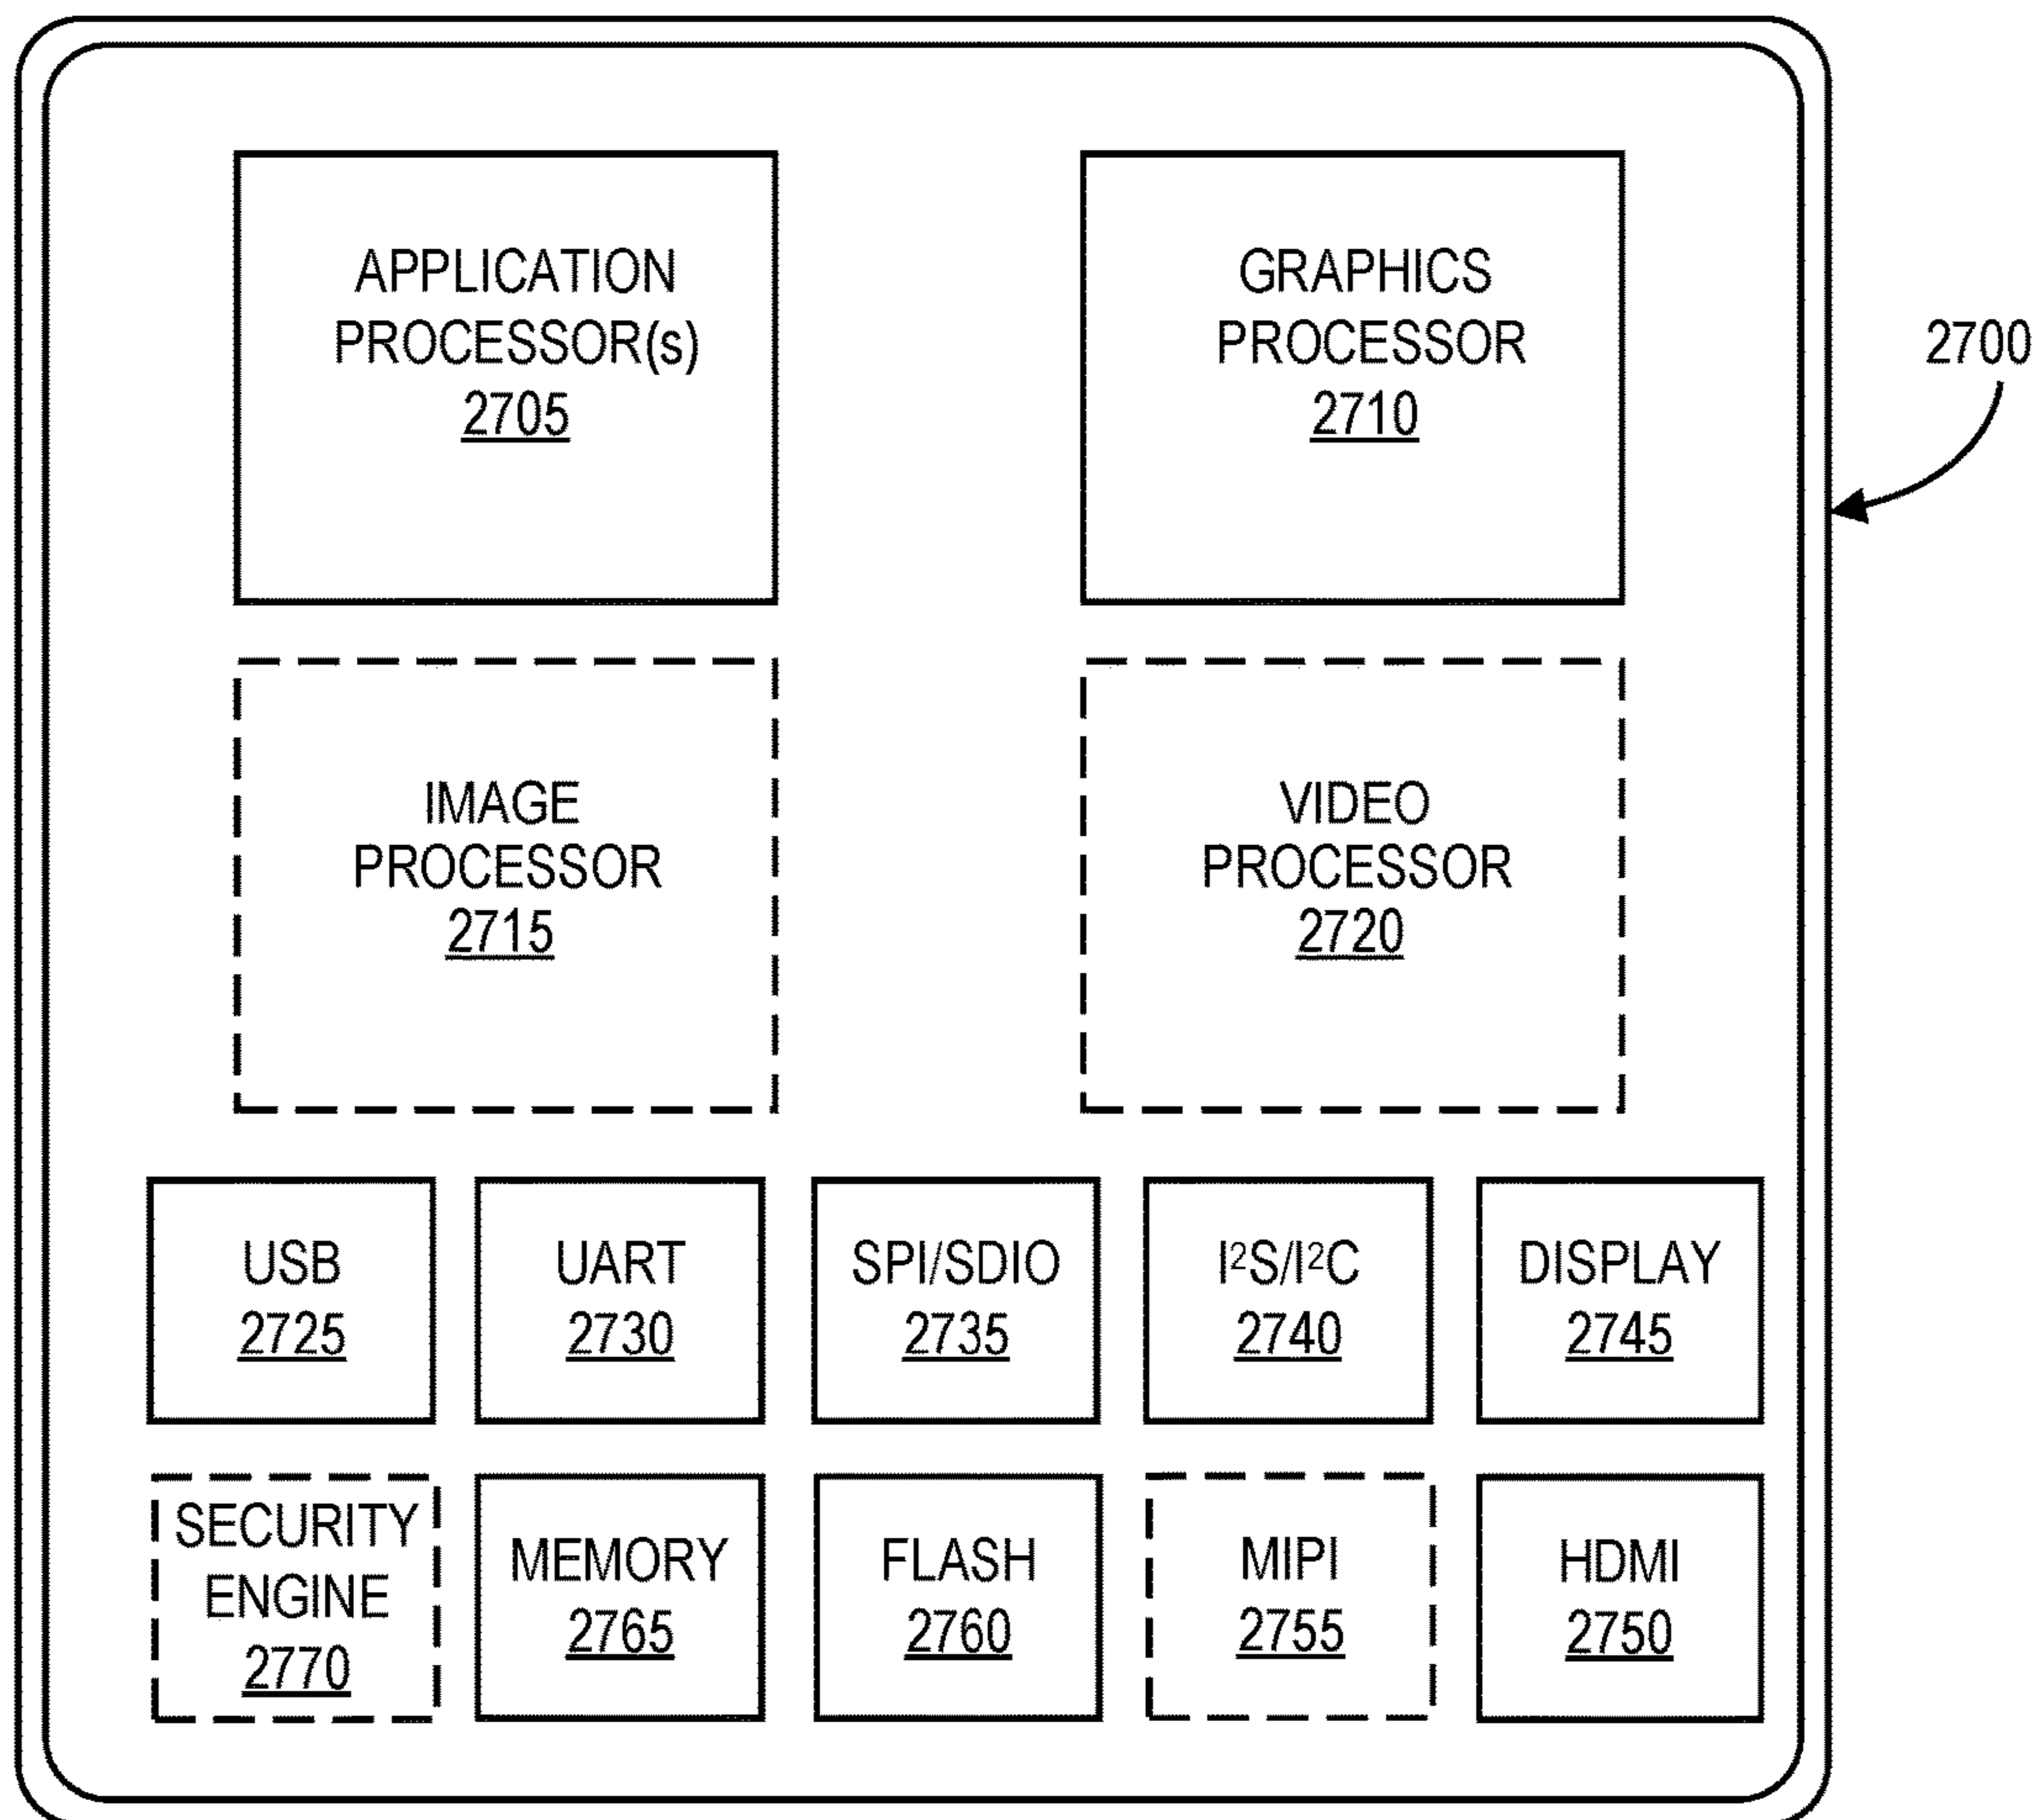 APPLICATION
PROCESSOR(s)
2705
GRAPHICS
PROCESSOR
2710
2700
IMAGE
PROCESSOR
2715
VIDEO
PROCESSOR
2720
USB
2725
UART
2730
SPI/SDIO
2735
I²S/I²C
2740
DISPLAY
2745
SECURITY
ENGINE
2770
MEMORY
2765
FLASH
2760
MIPI
2755
HDMI
2750